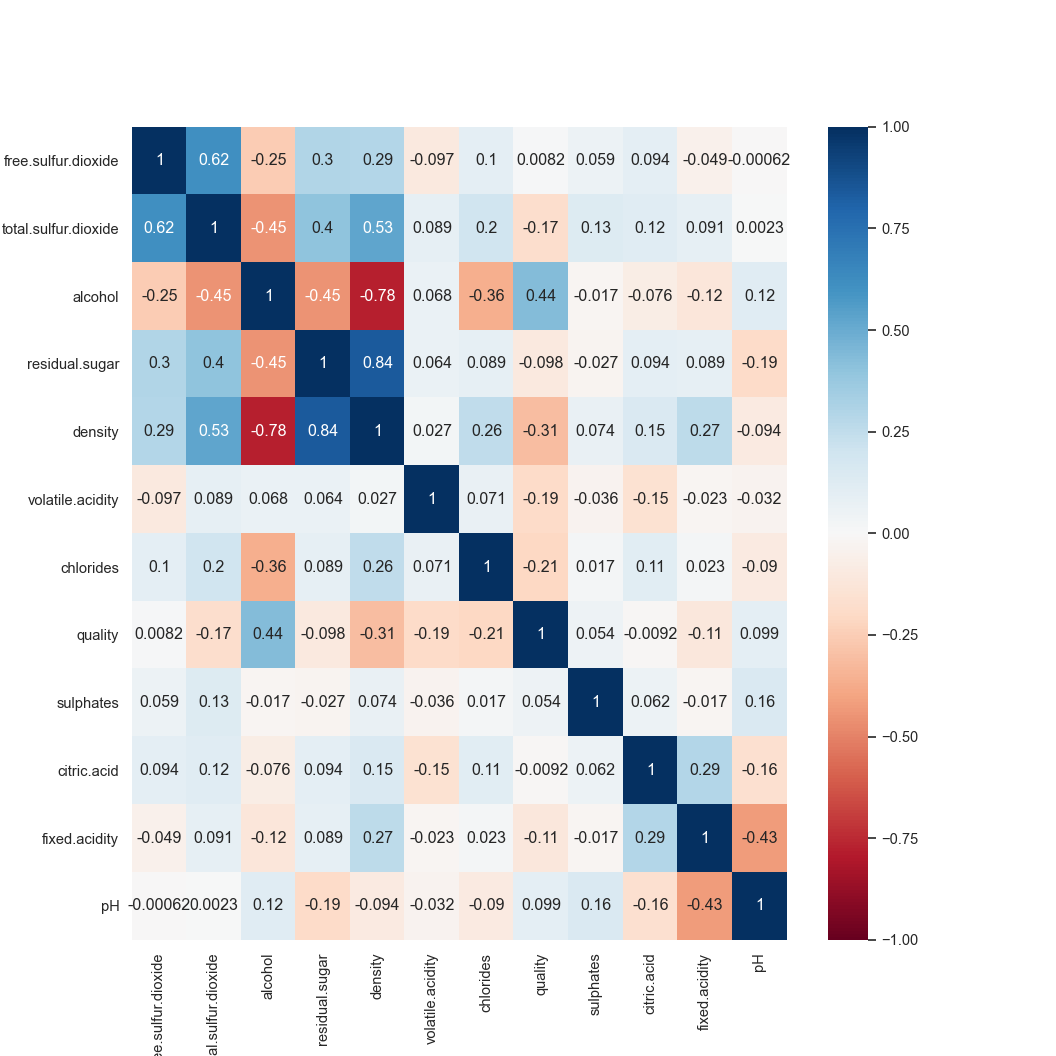 free.sulfur.dioxide 1 0.62 -0.25 0.3 0.29 -0.097 0.1 0.0082 0.059 0.094 -0.049 -0.00062
total.sulfur.dioxide 0.62 1 -0.45 0.4 0.53 0.089 0.2 -0.17 0.13 0.12 0.091 0.0023
alcohol -0.25 -0.45 1 -0.45 -0.78 0.068 -0.36 0.44 -0.017 -0.076 -0.12 0.12
residual.sugar 0.3 0.4 -0.45 1 0.84 0.064 0.089 -0.098 -0.027 0.094 0.089 -0.19
density 0.29 0.53 -0.78 0.84 1 0.027 0.26 -0.31 0.074 0.15 0.27 -0.094
volatile.acidity -0.097 0.089 0.068 0.064 0.027 1 0.071 -0.19 -0.036 -0.15 -0.023 -0.032
chlorides 0.1 0.2 -0.36 0.089 0.26 0.071 1 -0.21 0.017 0.11 0.023 -0.09
quality 0.0082 -0.17 0.44 -0.098 -0.31 -0.19 -0.21 1 0.054 -0.0092 -0.11 0.099
sulphates 0.059 0.13 -0.017 -0.027 0.074 -0.036 0.017 0.054 1 0.062 -0.017 0.16
citric.acid 0.094 0.12 -0.076 0.094 0.15 -0.15 0.11 -0.0092 0.062 1 0.29 -0.16
fixed.acidity -0.049 0.091 -0.12 0.089 0.27 -0.023 0.023 -0.11 -0.017 0.29 1 -0.43
pH -0.00062 0.0023 0.12 -0.19 -0.094 -0.032 -0.09 0.099 0.16 -0.16 -0.43 1
ee.sulfur.dioxide
al.sulfur.dioxide
alcohol
residual.sugar
density
volatile.acidity
chlorides
quality
sulphates
citric.acid
fixed.acidity
pH
1.00
0.75
0.50
0.25
0.00
−0.25
−0.50
−0.75
−1.00